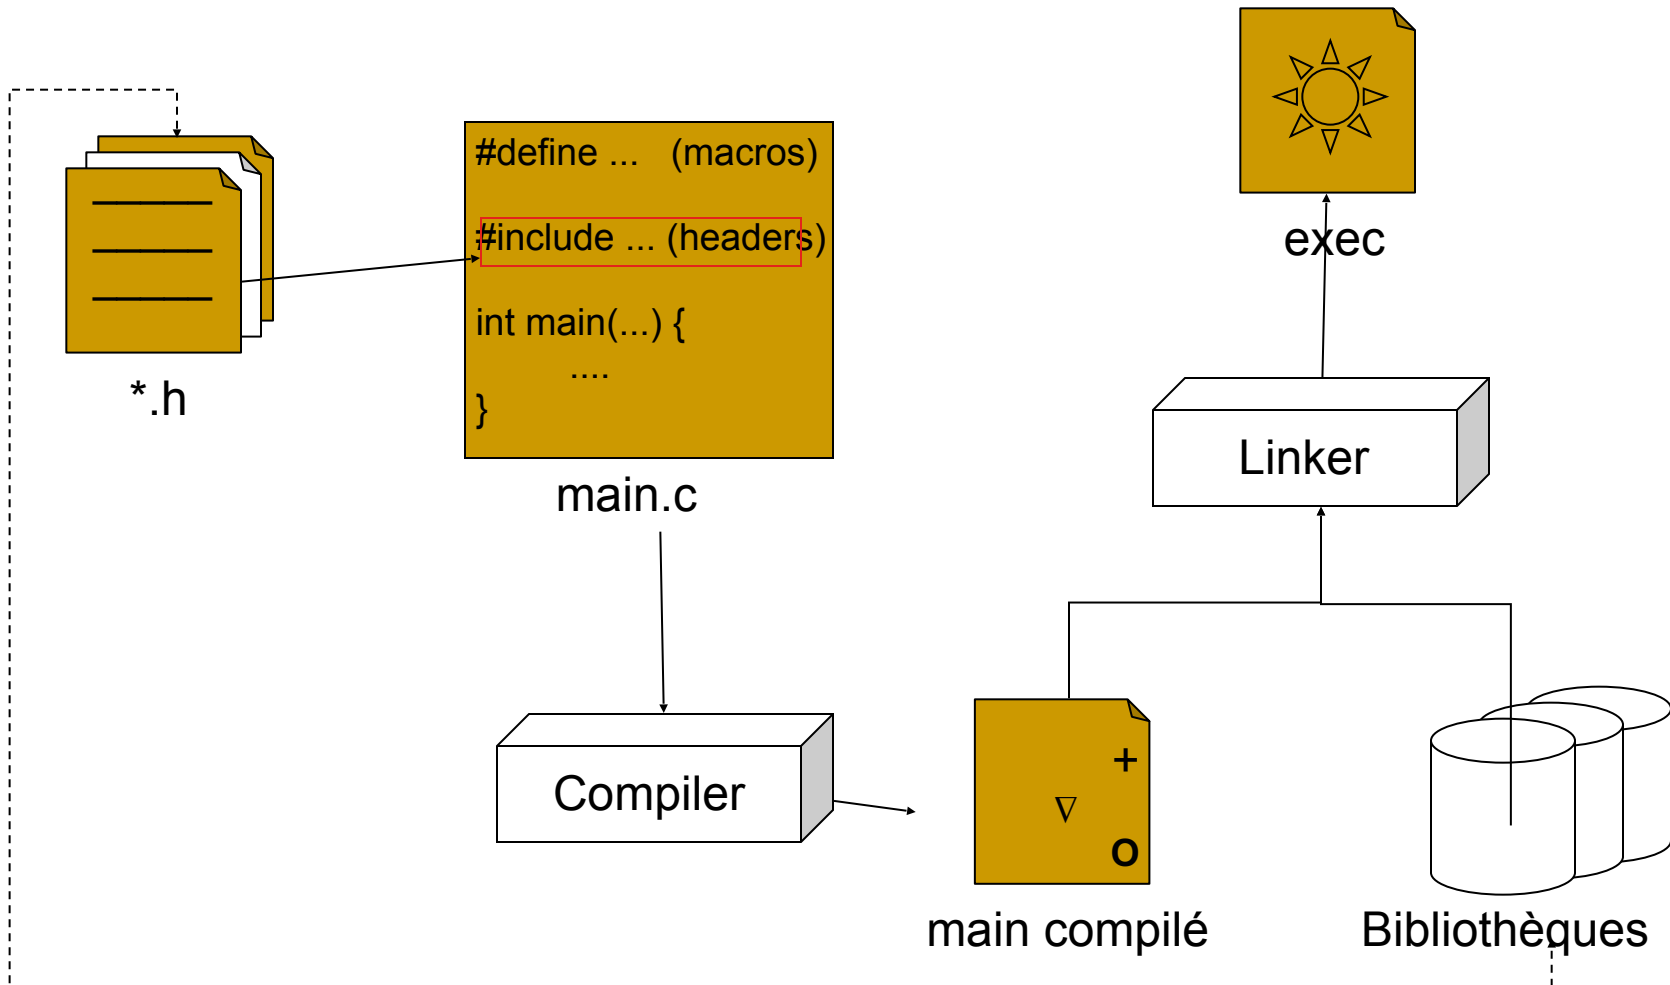 #define ... (macros)
#include ... (headers)
int main(...) {
....
}
*.h
main.c
Compiler
exec
Linker
+
∇
o
main compilé
Bibliothèques